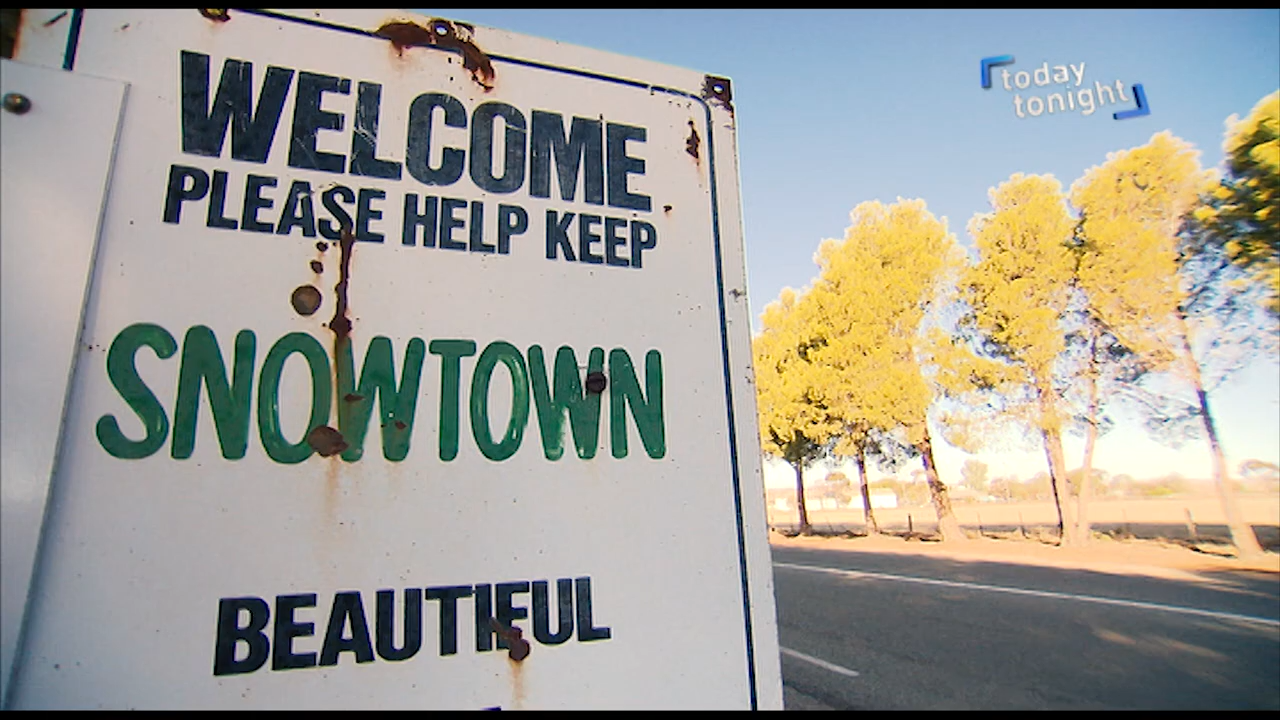 WELCOME
PLEASE HELP KEEP
SNOWTOWN
BEAUTIFUL
today
tonight